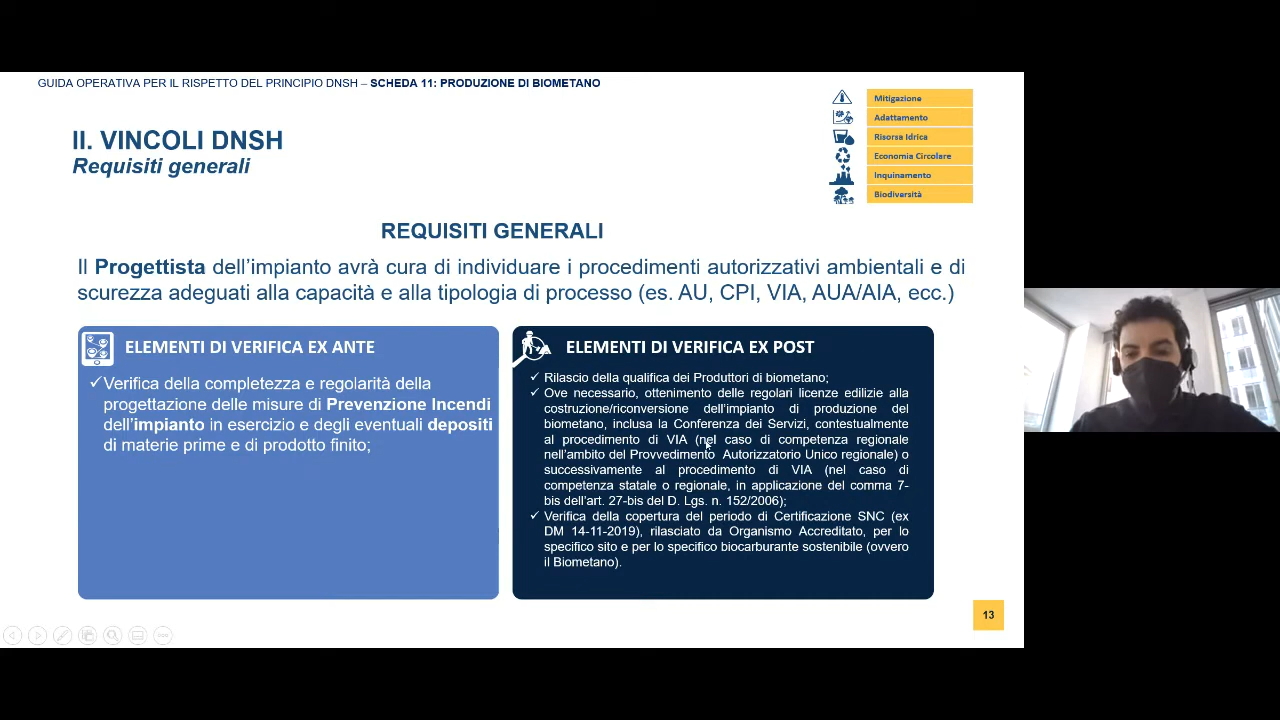 GUIDA OPERATIVA PER IL RISPETTO DEL PRINCIPIO DNSH – SCHEDA 11: PRODUZIONE DI BIOMETANO
II. VINCOLI DNSH
Requisiti generali
Mitigazione
Adattamento
Risorsa Idrica
Economia Circolare
Inquinamento
Biodiversità
REQUISITI GENERALI
Il Progettista dell'impianto avrà cura di individuare i procedimenti autorizzativi ambientali e di
scurezza adeguati alla capacità e alla tipologia di processo (es. AU, CPI, VIA, AUA/AIA, ecc.)
ELEMENTI DI VERIFICA EX ANTE
✓Verifica della completezza e regolarità della
progettazione delle misure di Prevenzione Incendi
dell'impianto in esercizio e degli eventuali depositi
di materie prime e di prodotto finito;
ELEMENTI DI VERIFICA EX POST
✓ Rilascio della qualifica dei Produttori di biometano;
✓ Ove necessario, ottenimento delle regolari licenze edilizie alla
costruzione/riconversione dell'impianto di produzione del
biometano, inclusa la Conferenza dei Servizi, contestualmente
al procedimento di VIA (nel caso di competenza regionale
nell'ambito del Provvedimento Autorizzatorio Unico regionale) o
successivamente al procedimento di VIA (nel caso di
competenza statale o regionale, in applicazione del comma 7-
bis dell'art. 27-bis del D. Lgs. n. 152/2006);
✓ Verifica della copertura del periodo di Certificazione SNC (ex
DM 14-11-2019), rilasciato da Organismo Accreditato, per lo
specifico sito e per lo specifico biocarburante sostenibile (ovvero
il Biometano).
13